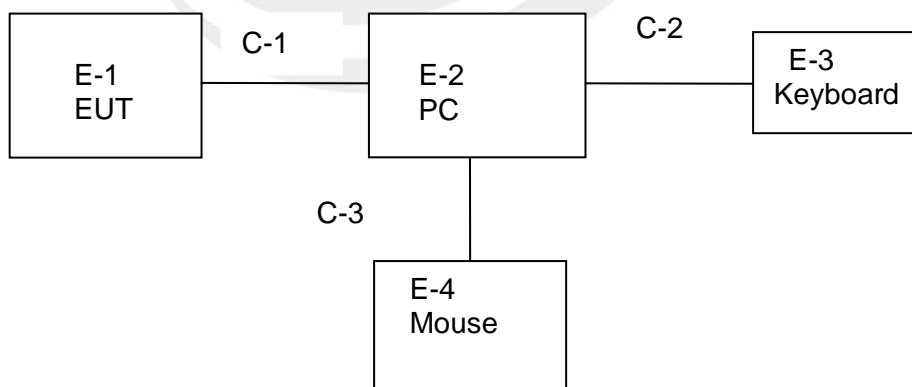 C-1
C-2
E-1
EUT
E-2
PC
E-3
Keyboard
C-3
E-4
Mouse